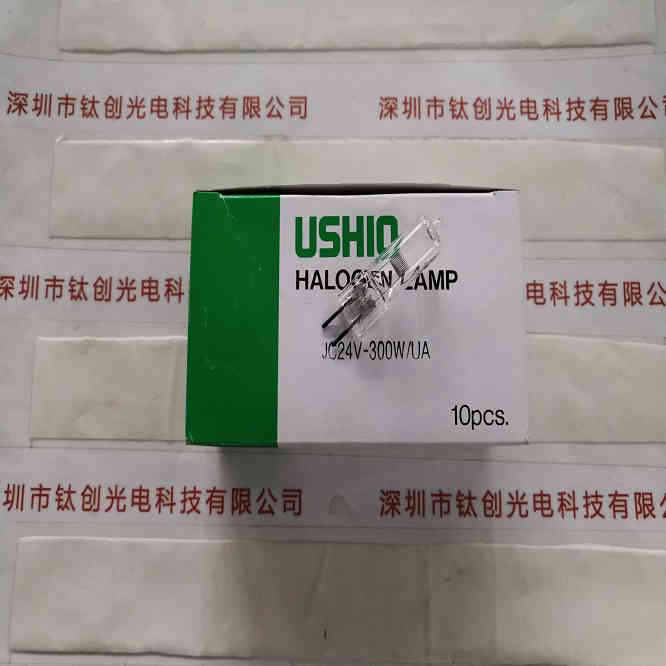 深圳市钛创光电科技有限公司 深圳市钛创光电科技有限公司
USHIO
HALOGEN LAMP
深圳市钛创光电科技 电科技有限公司
JC24V-300W/UA
10pcs.
圳市钛创光电科技有限公司 深圳市钛创光电科技有限公